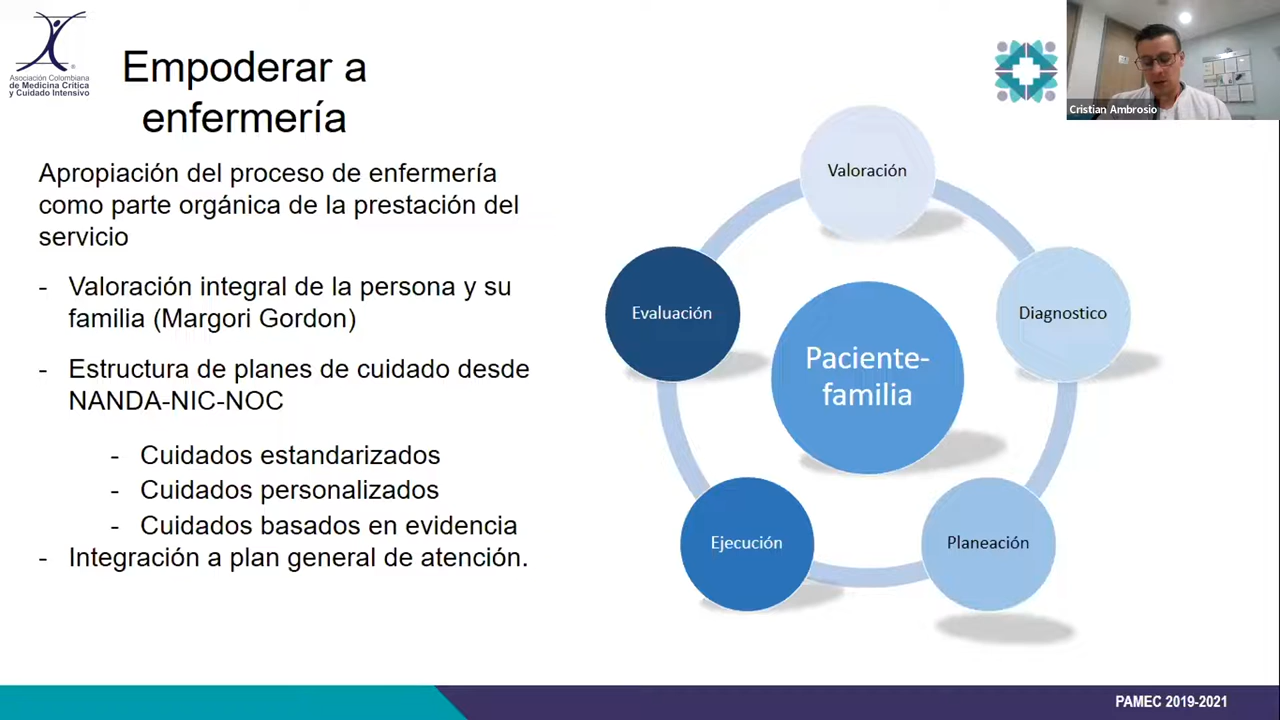 Asociación Colombiana
de Medicina Crítica
y Cuidado Intensivo
Empoderar a
enfermería
Apropiación del proceso de enfermería
como parte orgánica de la prestación del
servicio
- Valoración integral de la persona y su
familia (Margori Gordon)
- Estructura de planes de cuidado desde
NANDA-NIC-NOC
- Cuidados estandarizados
- Cuidados personalizados
- Cuidados basados en evidencia
- Integración a plan general de atención.
Valoración
Diagnostico
Planeación
Ejecución
Evaluación
Paciente-
familia
Cristian Ambrosio
PAMEC 2019-2021